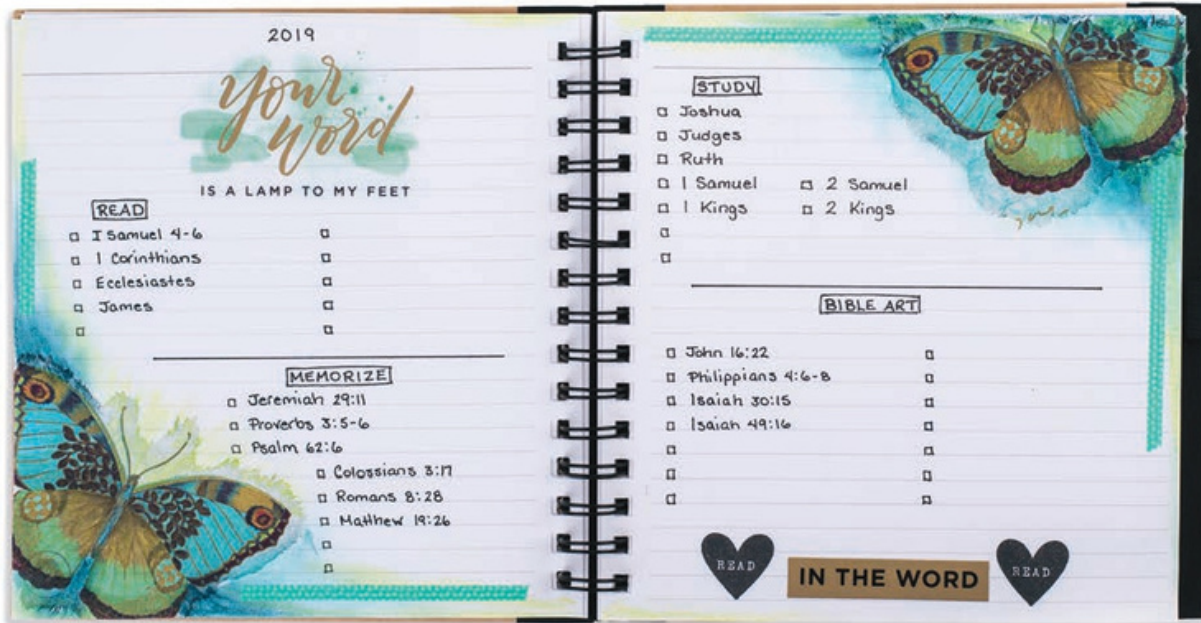 2019
your
word
IS A LAMP TO MY FEET
READ
I Samuel 4-6
1 Corinthians
Ecclesiastes
James
MEMORIZE
Jeremiah 29:11
Proverbs 3:5-6
Psalm 62:6
Colossians 3:17
Romans 8:28
Matthew 19:26
STUDY
Joshua
Judges
Ruth
1 Samuel 2 Samuel
1 Kings 2 Kings
BIBLE ART
John 16:22
Philippians 4:6-8
Isaiah 30:15
Isaiah 49:16
READ IN THE WORD READ